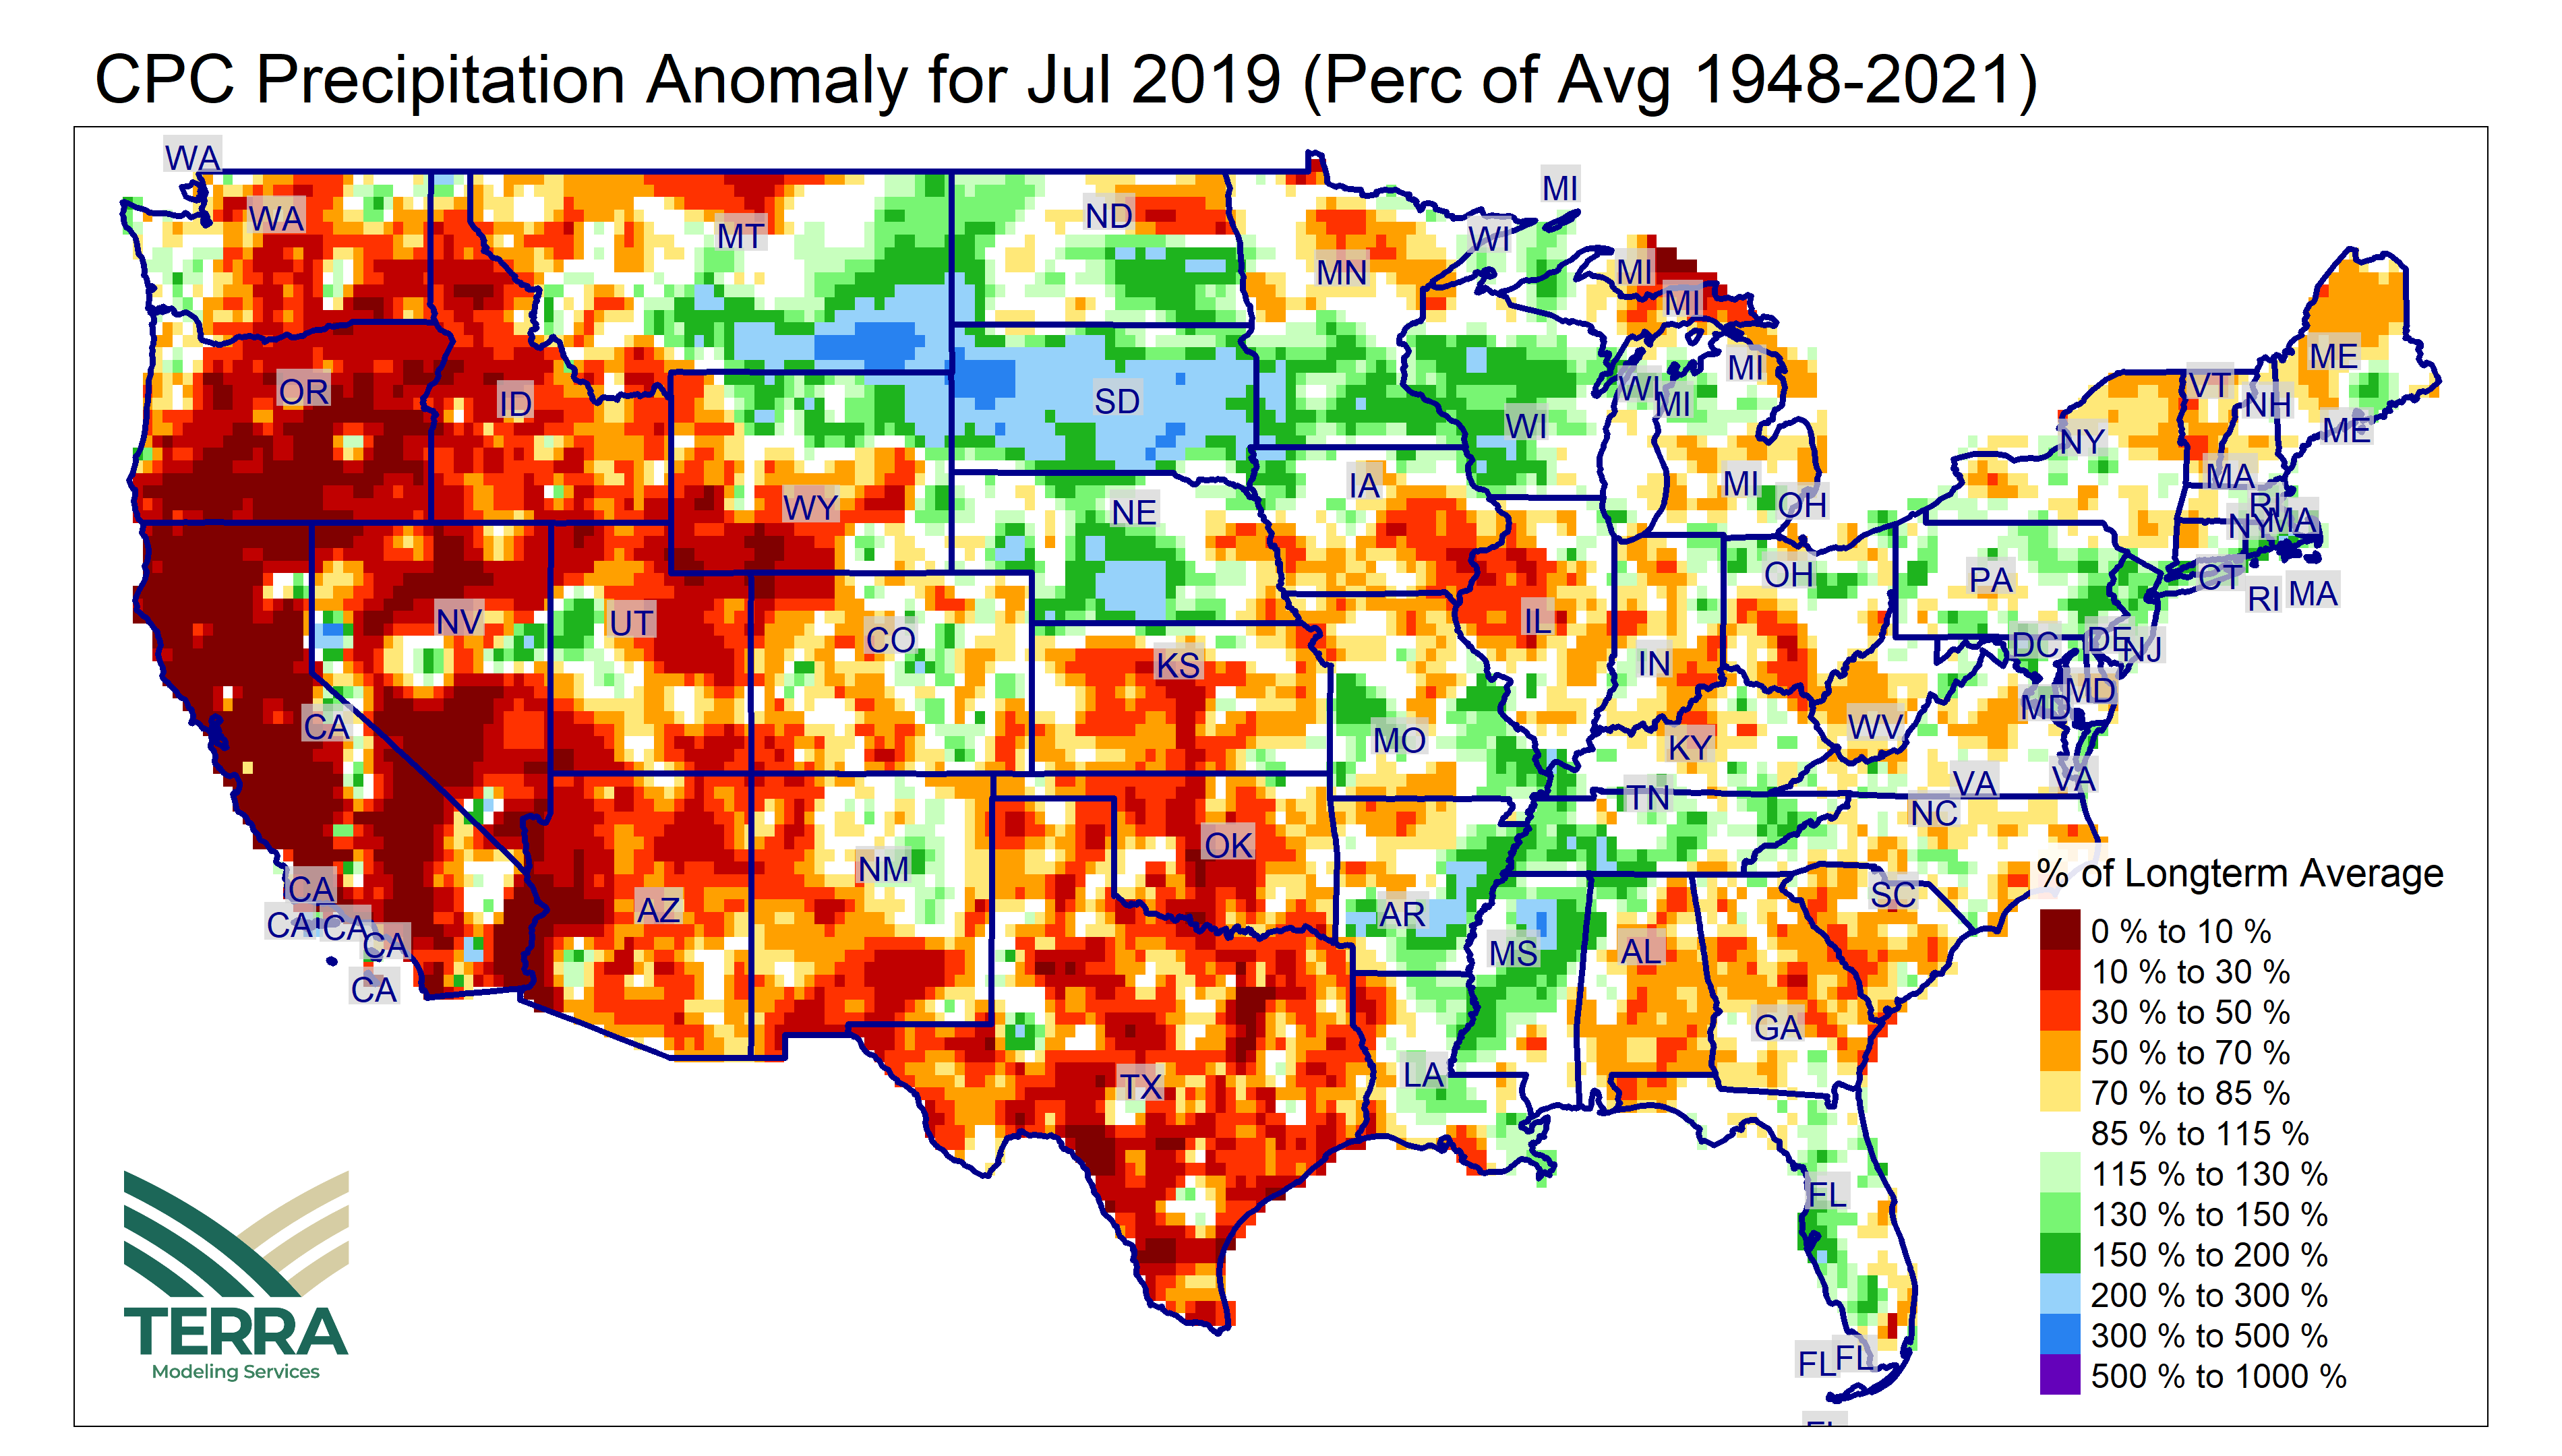 CPC Precipitation Anomaly for Jul 2019 (Perc of Avg 1948-2021)
WA
MI
WA
ND
MT
WI
MN
MI
MI
ME
MI
VT
OR
ID
SD
WI
MI
NH
WI
ME
NY
MA
IA
MI
OH
RI
WY
NE
NY
MA
OH
PA
CT
RI
MA
NV
UT
IL
CO
DC
DE
NJ
KS
IN
MD
MD
CA
MO
KY
WV
VA
VA
TN
NC
OK
NM
CA
SC
AZ
AR
CA
CA
CA
MS
AL
CA
GA
LA
TX
FL
FL
FL
% of Longterm Average
0 % to 10 %
10 % to 30 %
30 % to 50 %
50 % to 70 %
70 % to 85 %
85 % to 115 %
115 % to 130 %
130 % to 150 %
150 % to 200 %
200 % to 300 %
300 % to 500 %
500 % to 1000 %
TERRA
Modeling Services